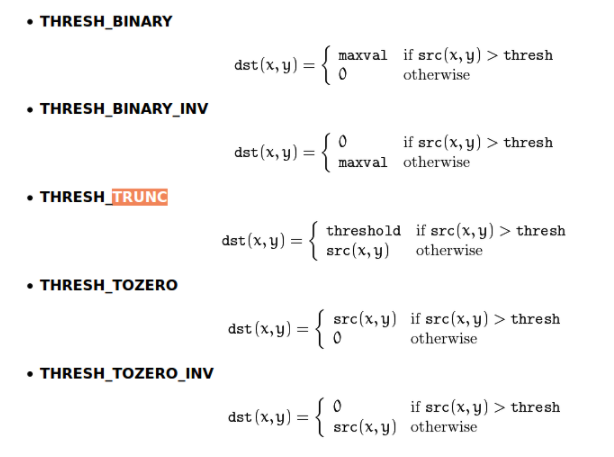 • THRESH_BINARY
dst(x,y) = { maxval if src(x,y) > thresh
0 otherwise
• THRESH_BINARY_INV
dst(x,y) = { 0 if src(x,y) > thresh
maxval otherwise
• THRESH_TRUNC
dst(x,y) = { threshold if src(x,y) > thresh
src(x,y) otherwise
• THRESH_TOZERO
dst(x,y) = { src(x,y) if src(x,y) > thresh
0 otherwise
• THRESH_TOZERO_INV
dst(x,y) = { 0 if src(x,y) > thresh
src(x,y) otherwise